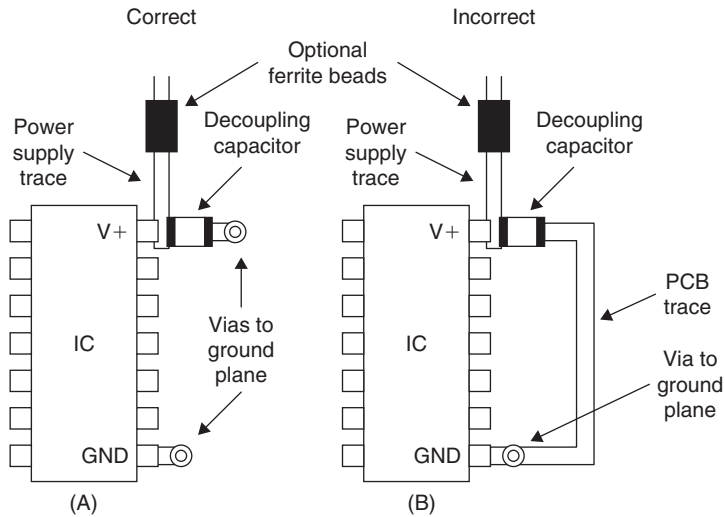 Correct
Incorrect
Optional
ferrite beads
Power
supply
trace
Decoupling
capacitor
Power
supply
trace
Decoupling
capacitor
V+
V+
IC
Vias to
ground
plane
IC
PCB
trace
Via to
ground
plane
GND
GND
(A)
(B)